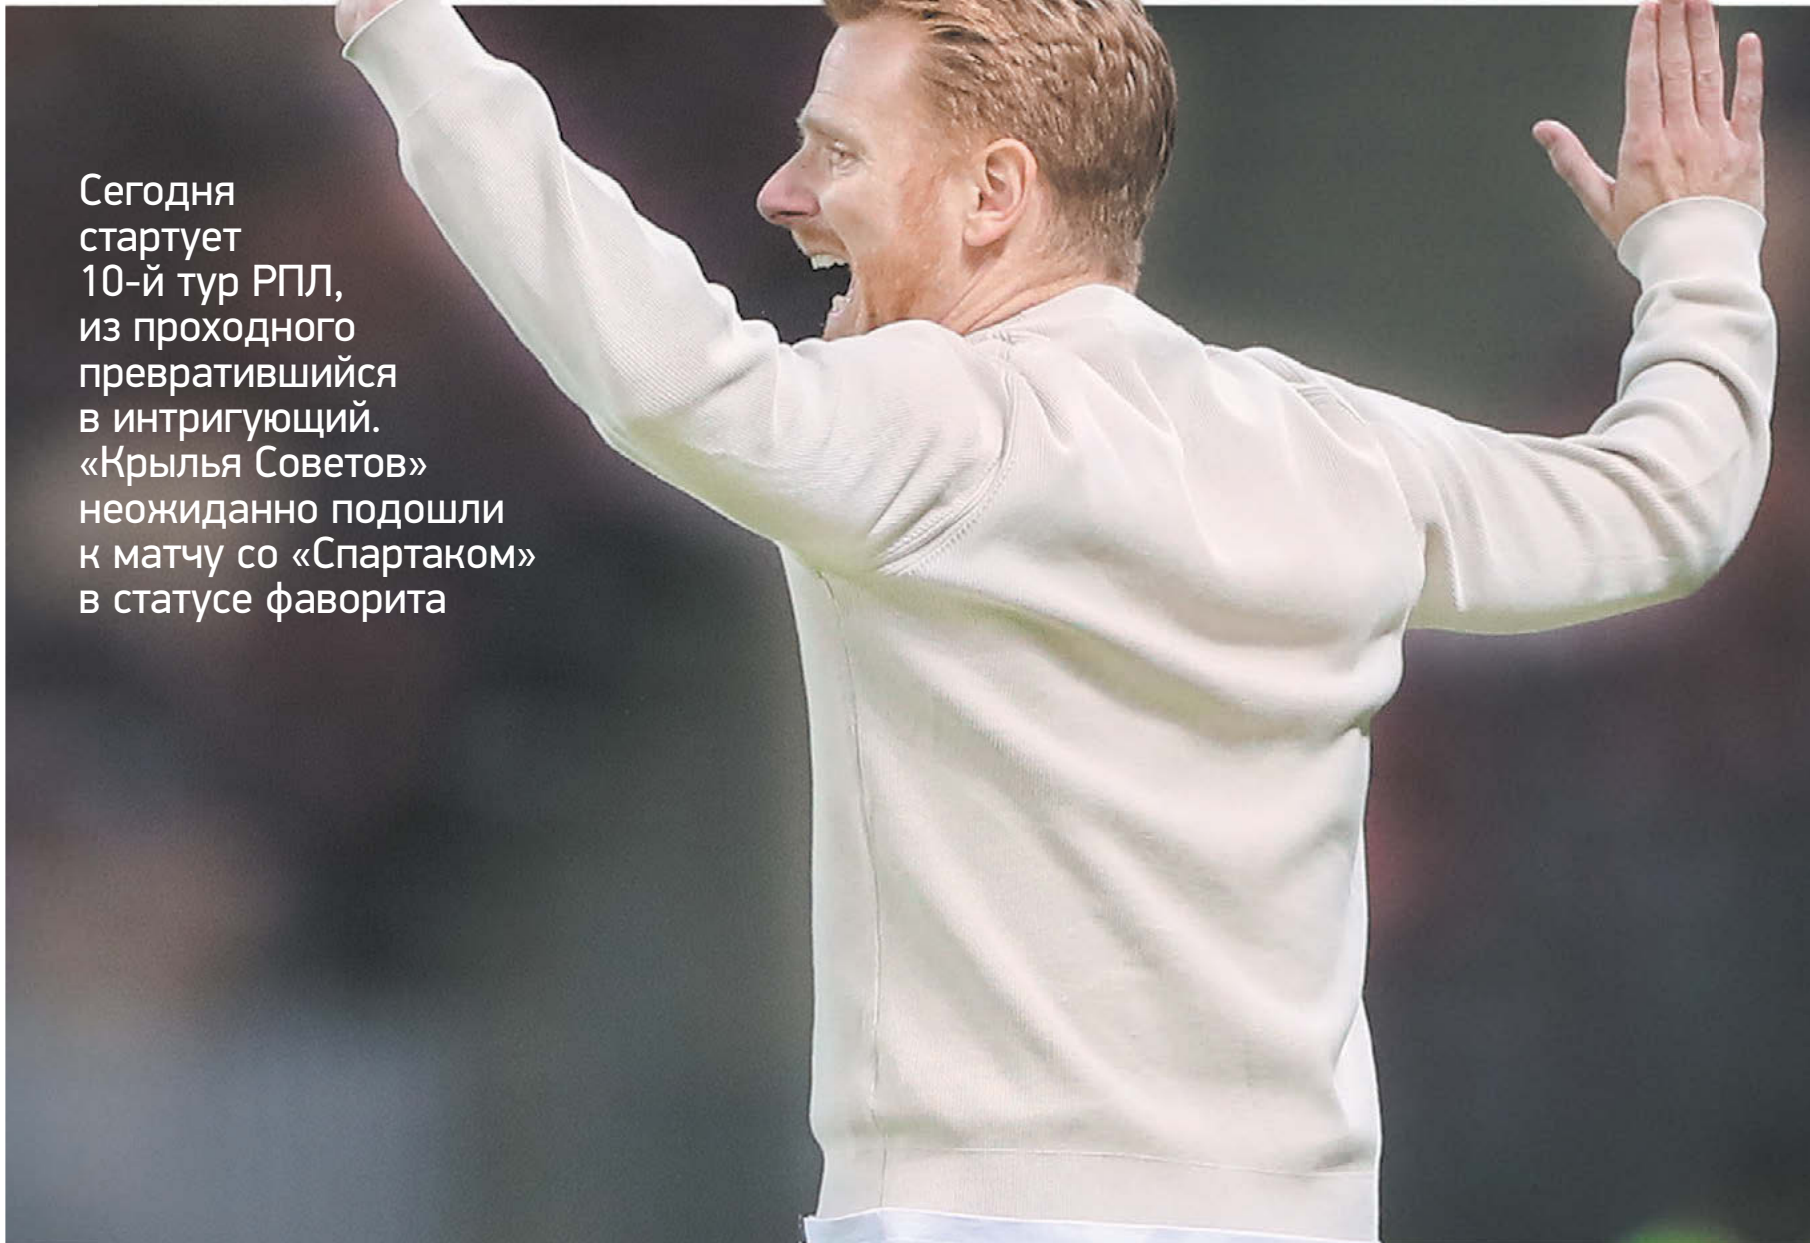 Сегодня
стартует
10-й тур РПЛ,
из проходного
превратившийся
в интригующий.
«Крылья Советов»
неожиданно подошли
к матчу со «Спартаком»
в статусе фаворита